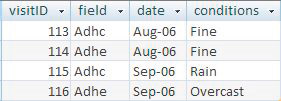 visitID field date conditions
113 Adhc Aug-06 Fine
114 Adhe Aug-06 Fine
115 Adhc Sep-06 Rain
116 Adhe Sep-06 Overcast